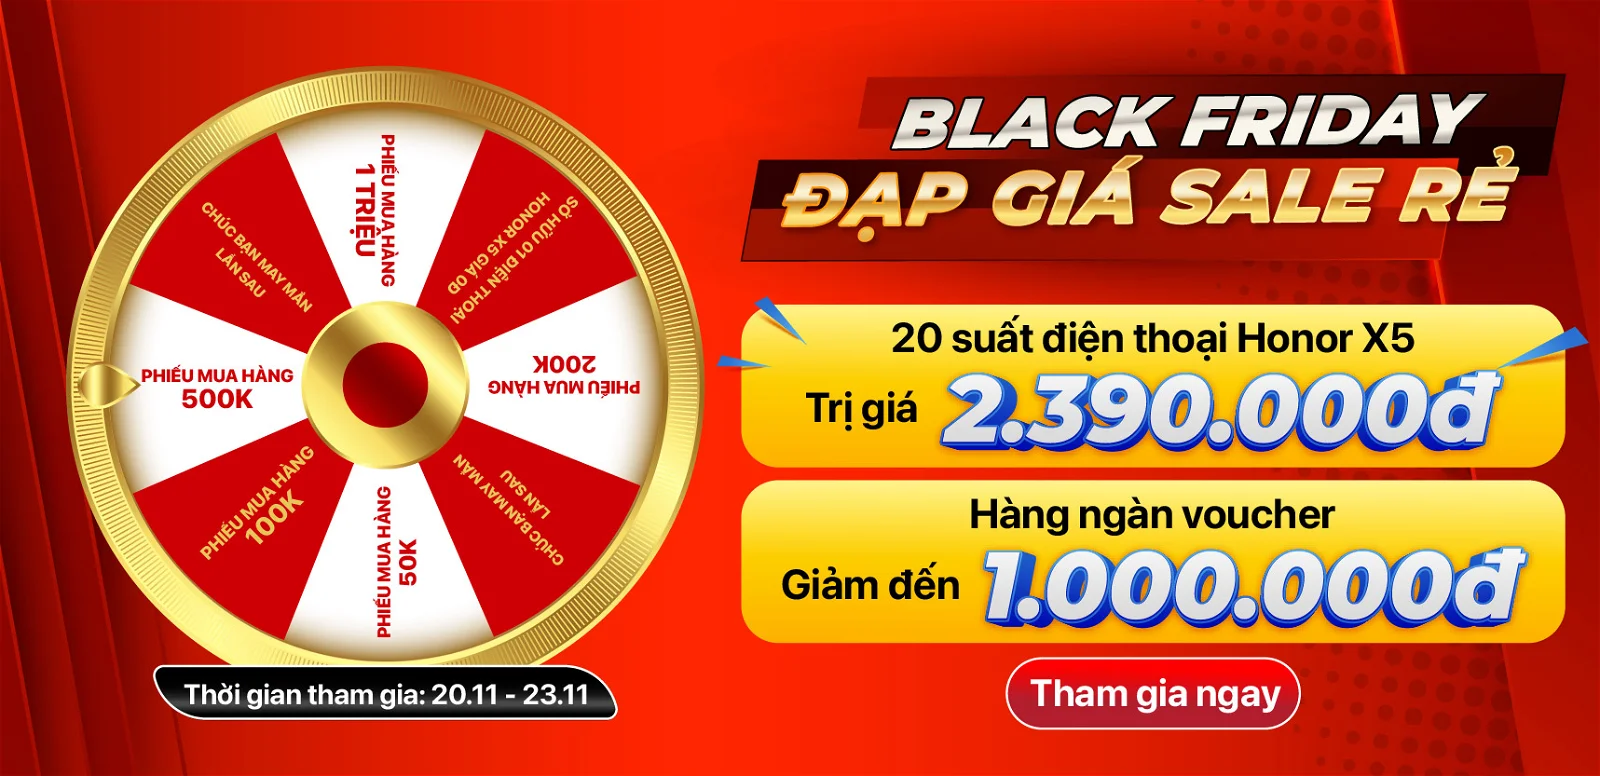 BLACK FRIDAY
ĐẠP GIÁ SALE RẺ
PHIẾU MUA HÀNG
1 TRIỆU
SỞ HỮU 01 ĐIỆN THOẠI
HONOR X5 GIÁ 0Đ
PHIẾU MUA HÀNG
200K
CHÚC BẠN MAY MẮN
LẦN SAU
PHIẾU MUA HÀNG
50K
PHIẾU MUA HÀNG
100K
PHIẾU MUA HÀNG
500K
CHÚC BẠN MAY MẮN
LẦN SAU
Thời gian tham gia: 20.11 - 23.11
20 suất điện thoại Honor X5
Trị giá 2.390.000đ
Hàng ngàn voucher
Giảm đến 1.000.000đ
Tham gia ngay